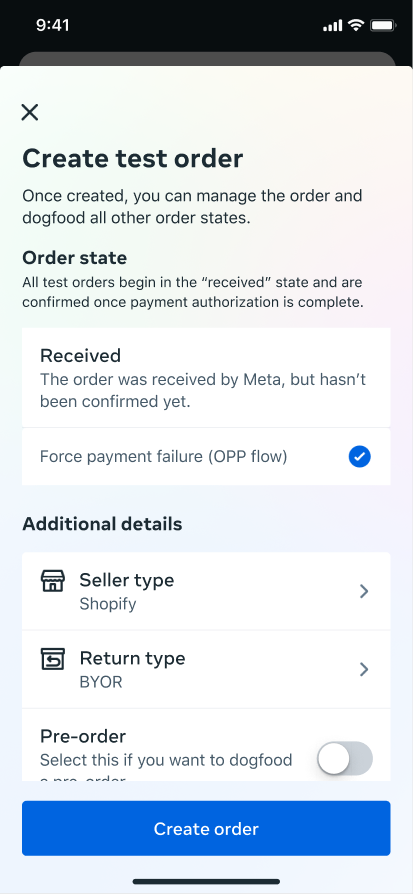 9:41
Create test order
Once created, you can manage the order and
dogfood all other order states.
Order state
All test orders begin in the “received” state and are
confirmed once payment authorization is complete.
Received
The order was received by Meta, but hasn’t
been confirmed yet.
Force payment failure (OPP flow)
Additional details
Seller type
Shopify
Return type
BYOR
Pre-order
Select this if you want to dogfood
a pre-order
Create order